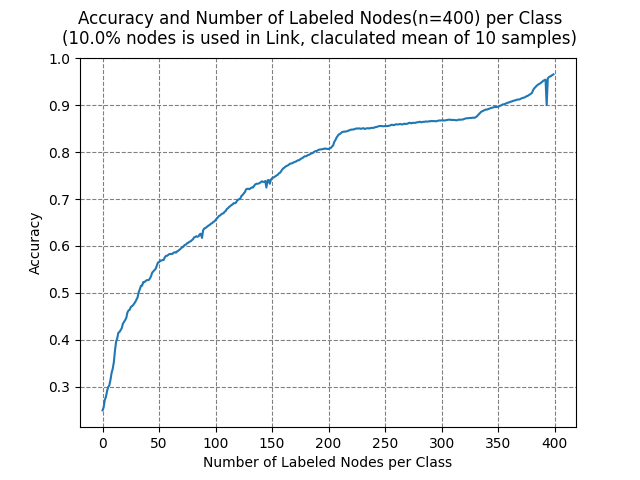 Accuracy and Number of Labeled Nodes(n=400) per Class
(10.0% nodes is used in Link, claculated mean of 10 samples)
1.0
0.9
0.8
0.7
0.6
0.5
0.4
0.3
Accuracy
0 50 100 150 200 250 300 350 400
Number of Labeled Nodes per Class